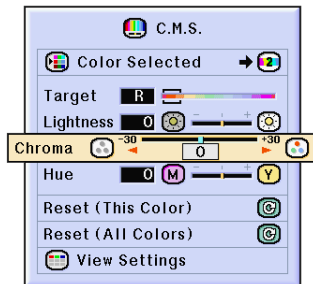 C.M.S.
Color Selected 2
Target R
Lightness 0 - +
Chroma -30 0 +30
Hue 0 M Y
Reset (This Color)
Reset (All Colors)
View Settings